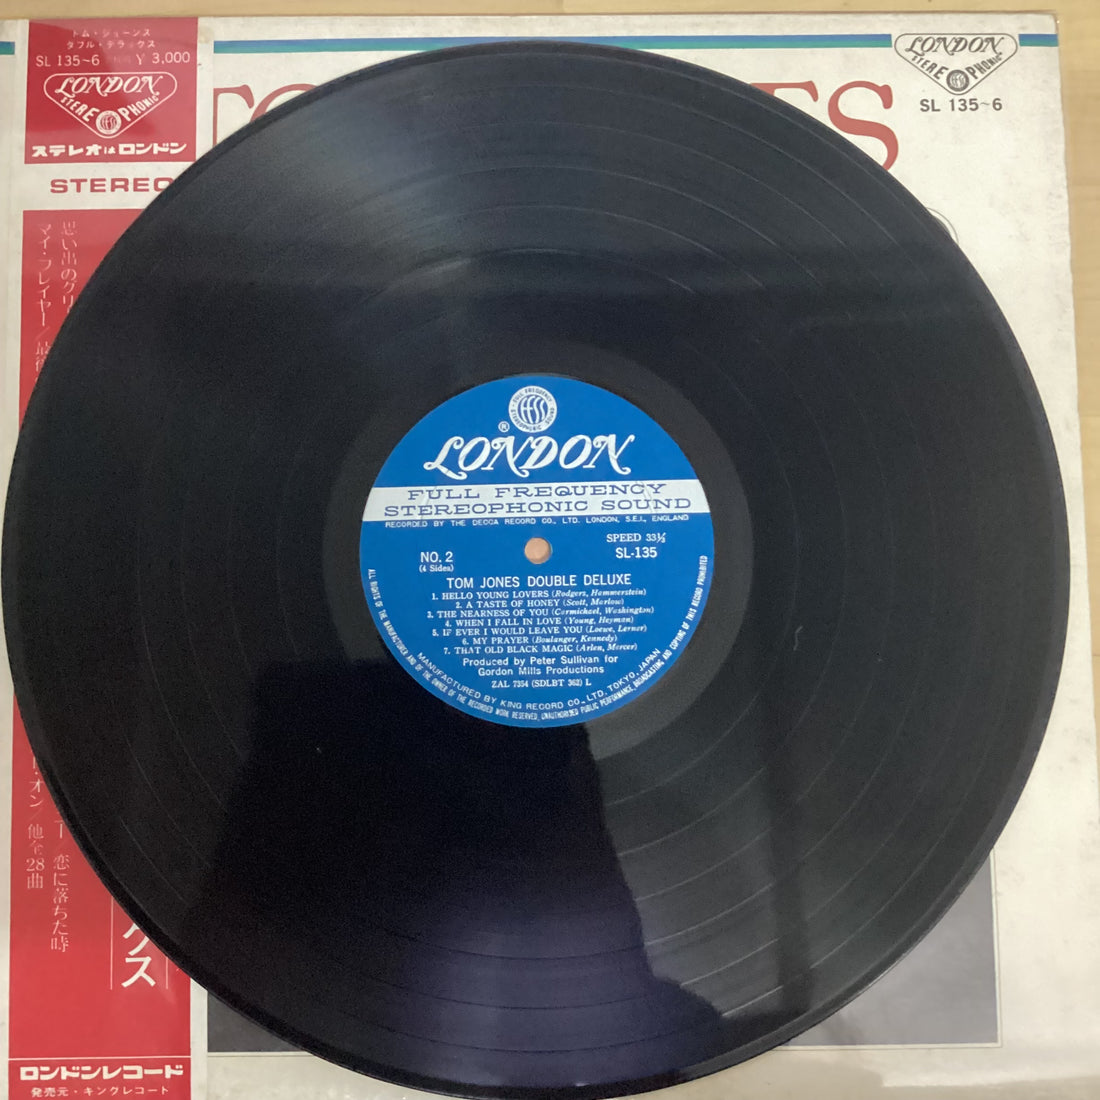 トム・ジョーンズ
ダブル・デラックス
SL 135~6 ¥ 3,000
LONDON
STEREO PHONIC
ffss
ステレオはロンドン
STEREO
思い出のグリ
マイ・プレイヤー/最後
リ・オン/他全28曲
恋に落ちた時
クス
ロンドンレコード
発売元・キングレコード
ES
LONDON
STEREO PHONIC
SL 135~6
FULL FREQUENCY
ffss
STEREOPHONIC SOUND
®
LONDON
FULL FREQUENCY
STEREOPHONIC SOUND
RECORDED BY THE DECCA RECORD CO., LTD. LONDON, S.E.I., ENGLAND
SPEED 33⅓
NO. 2
SL-135
(4 Sides)
TOM JONES DOUBLE DELUXE
1. HELLO YOUNG LOVERS (Rodgers, Hammerstein)
2. A TASTE OF HONEY (Scott, Marlow)
3. THE NEARNESS OF YOU (Carmichael, Washington)
4. WHEN I FALL IN LOVE (Young, Heyman)
5. IF EVER I WOULD LEAVE YOU (Loewe, Lerner)
6. MY PRAYER (Boulanger, Kennedy)
7. THAT OLD BLACK MAGIC (Arlen, Mercer)
Produced by Peter Sullivan for
Gordon Mills Productions
ZAL 7354 (SDLBT 362) L
MANUFACTURED BY KING RECORD CO., LTD. TOKYO, JAPAN
ALL RIGHTS OF THE MANUFACTURER AND OF THE OWNER OF THE RECORDED WORK RESERVED, UNAUTHORISED PUBLIC PERFORMANCE, BROADCASTING AND COPYING OF THIS RECORD PROHIBITED